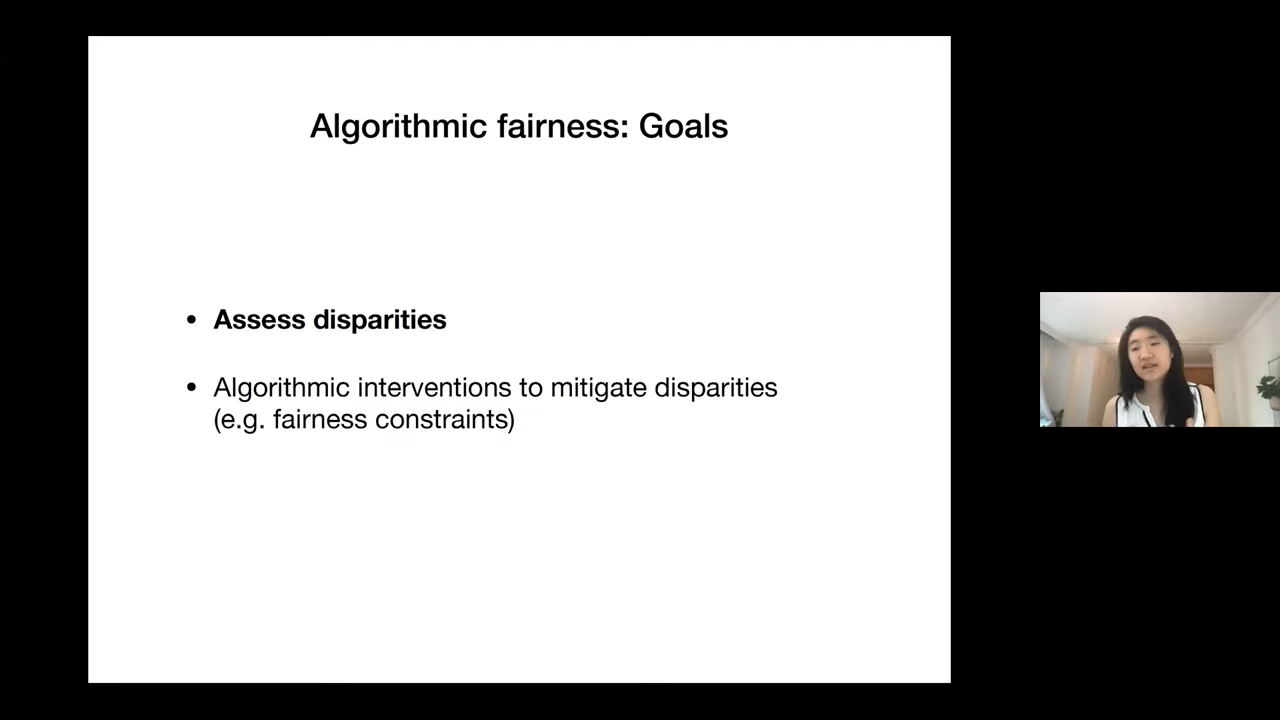 Algorithmic fairness: Goals
• Assess disparities
• Algorithmic interventions to mitigate disparities
(e.g. fairness constraints)